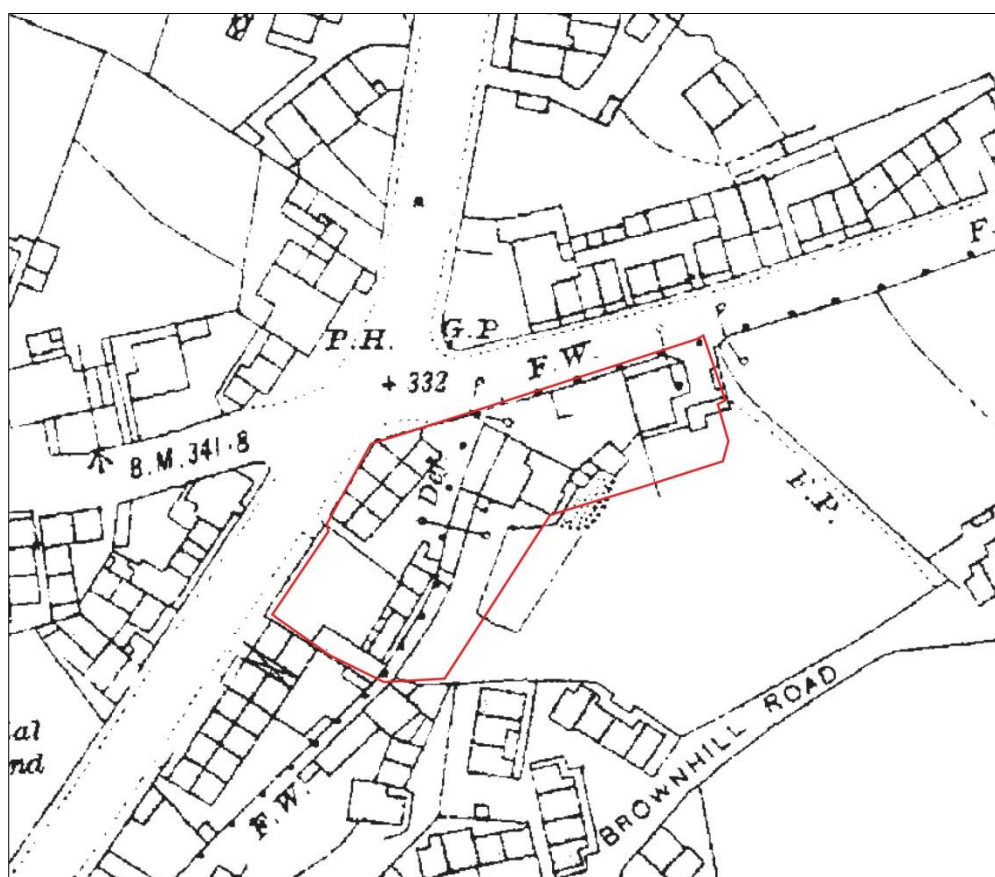 P.H.
G.P
F.
F.W.
+ 332
B.M. 341·8
Def.
F.P.
al
nd
F.W.
BROWNHILL ROAD